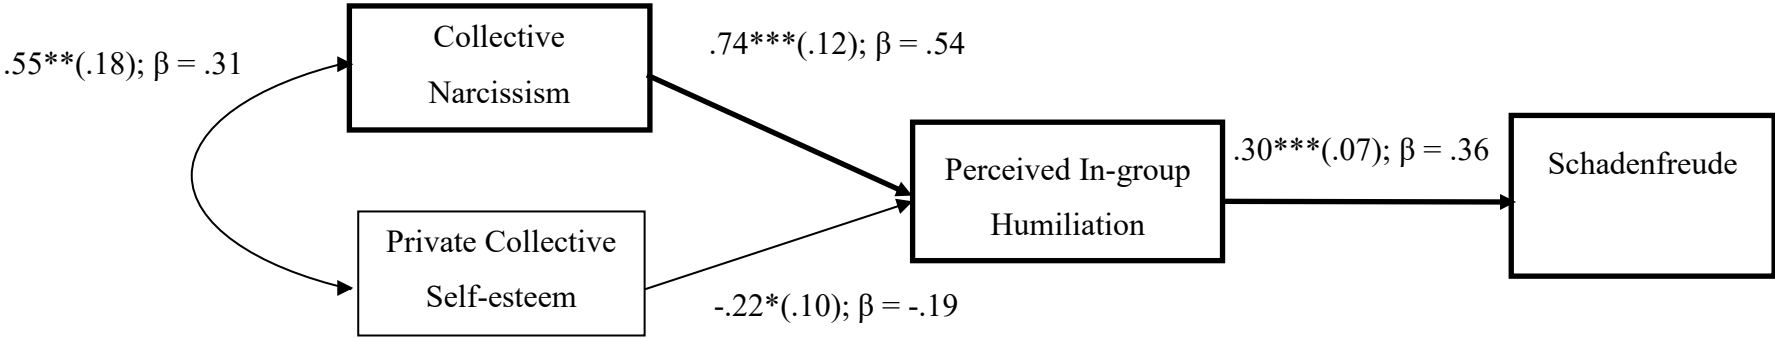 .55**(.18); β = .31
Collective
Narcissism
.74***(.12); β = .54
Perceived In-group
Humiliation
.30***(.07); β = .36
Schadenfreude
Private Collective
Self-esteem
-.22*(.10); β = -.19